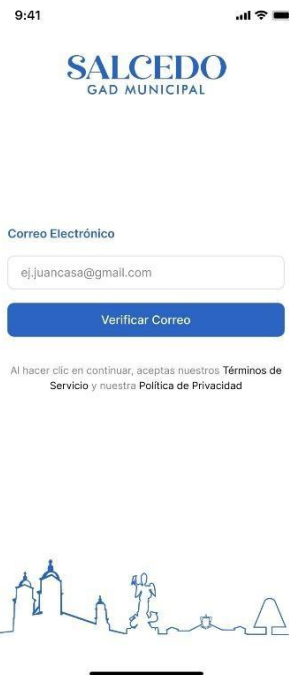 9:41
SALCEDO
GAD MUNICIPAL
Correo Electrónico
ej.juancasa@gmail.com
Verificar Correo
Al hacer clic en continuar, aceptas nuestros Términos de
Servicio y nuestra Política de Privacidad